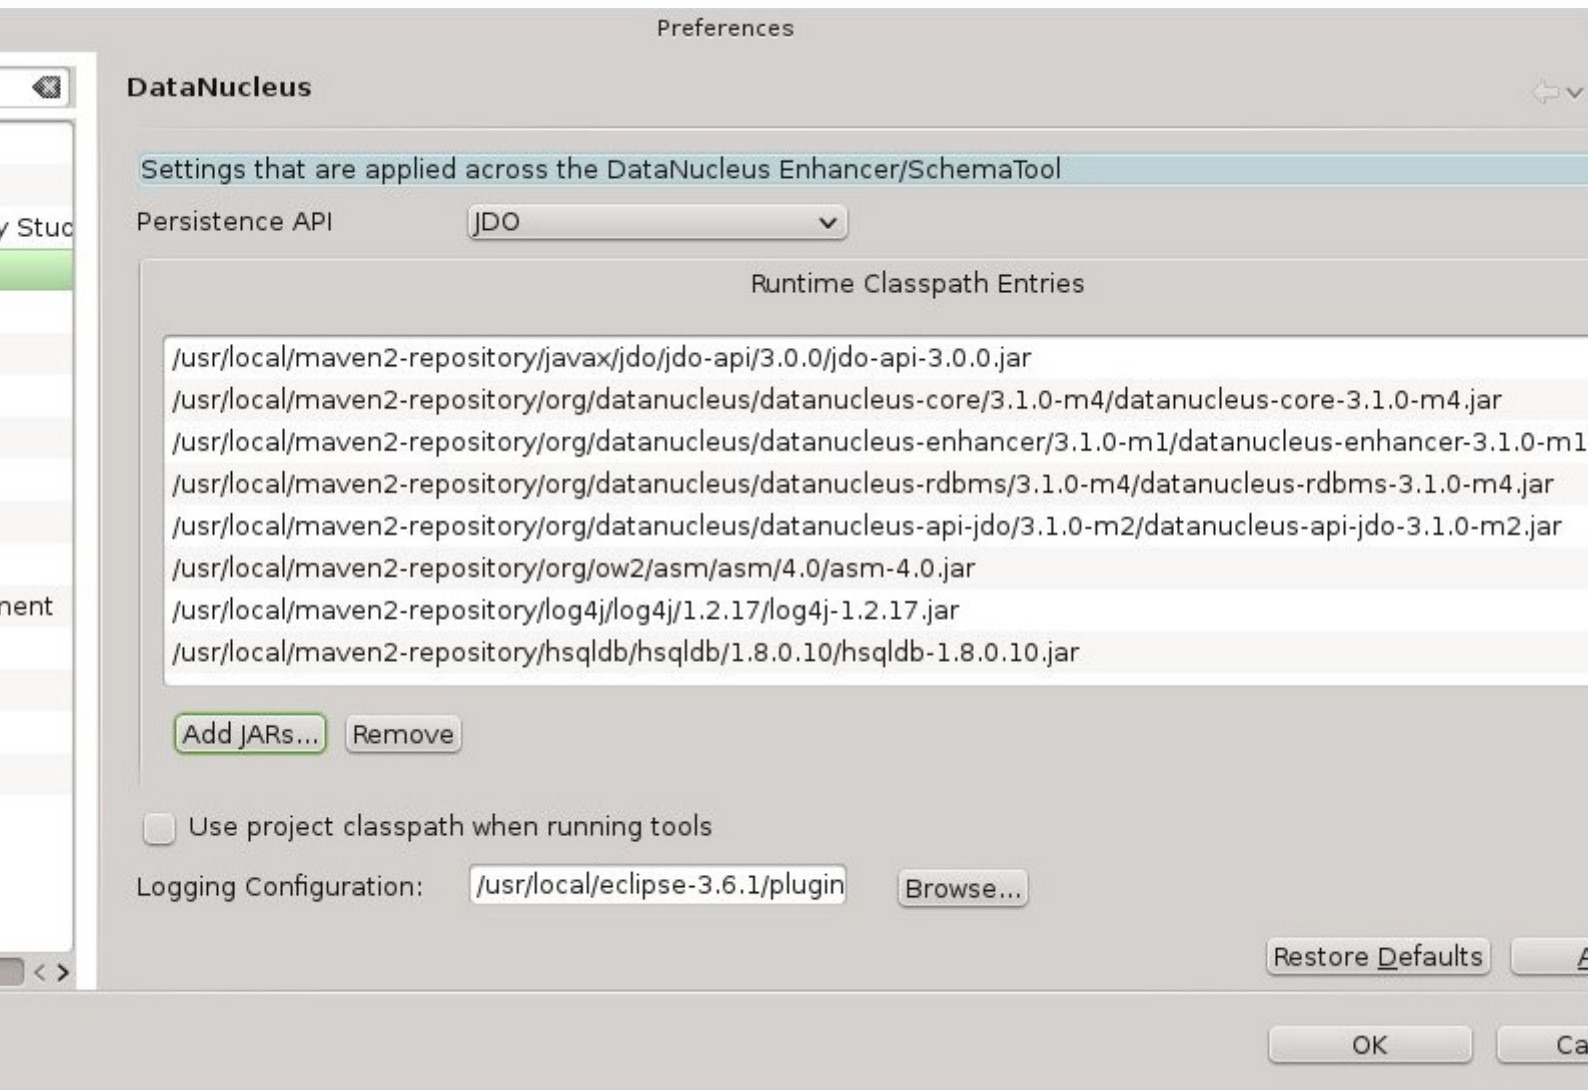 Preferences
DataNucleus
Settings that are applied across the DataNucleus Enhancer/SchemaTool
Persistence API JDO
Runtime Classpath Entries
/usr/local/maven2-repository/javax/jdo/jdo-api/3.0.0/jdo-api-3.0.0.jar
/usr/local/maven2-repository/org/datanucleus/datanucleus-core/3.1.0-m4/datanucleus-core-3.1.0-m4.jar
/usr/local/maven2-repository/org/datanucleus/datanucleus-enhancer/3.1.0-m1/datanucleus-enhancer-3.1.0-m1
/usr/local/maven2-repository/org/datanucleus/datanucleus-rdbms/3.1.0-m4/datanucleus-rdbms-3.1.0-m4.jar
/usr/local/maven2-repository/org/datanucleus/datanucleus-api-jdo/3.1.0-m2/datanucleus-api-jdo-3.1.0-m2.jar
/usr/local/maven2-repository/org/ow2/asm/asm/4.0/asm-4.0.jar
/usr/local/maven2-repository/log4j/log4j/1.2.17/log4j-1.2.17.jar
/usr/local/maven2-repository/hsqldb/hsqldb/1.8.0.10/hsqldb-1.8.0.10.jar
Add JARs... Remove
Use project classpath when running tools
Logging Configuration: /usr/local/eclipse-3.6.1/plugin Browse...
Restore Defaults
OK